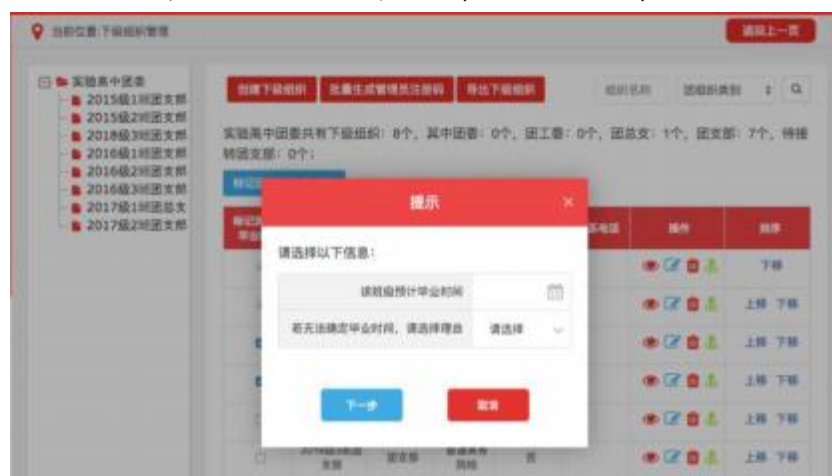 当前位置:下级组织管理
返回上一页
实验高中团委
2015级1班团支部
2015级2班团支部
2018级3班团支部
2016级1班团支部
2016级2班团支部
2016级3班团支部
2017级1班团总支
2017级2班团支部
创建下级组织 批量生成管理员注册码 导出下级组织 组织名称 团组织类别
实验高中团委共有下级组织：8个，其中团委：0个，团工委：0个，团总支：1个，团支部：7个，待接
转团支部：0个；
提示 ×
操作 排序
请选择以下信息：
该班级预计毕业时间
若无法确定毕业时间，请选择理由 请选择
下一步 取消
下移
上移 下移
上移 下移
上移 下移
上移 下移
上移 下移
团支部 否